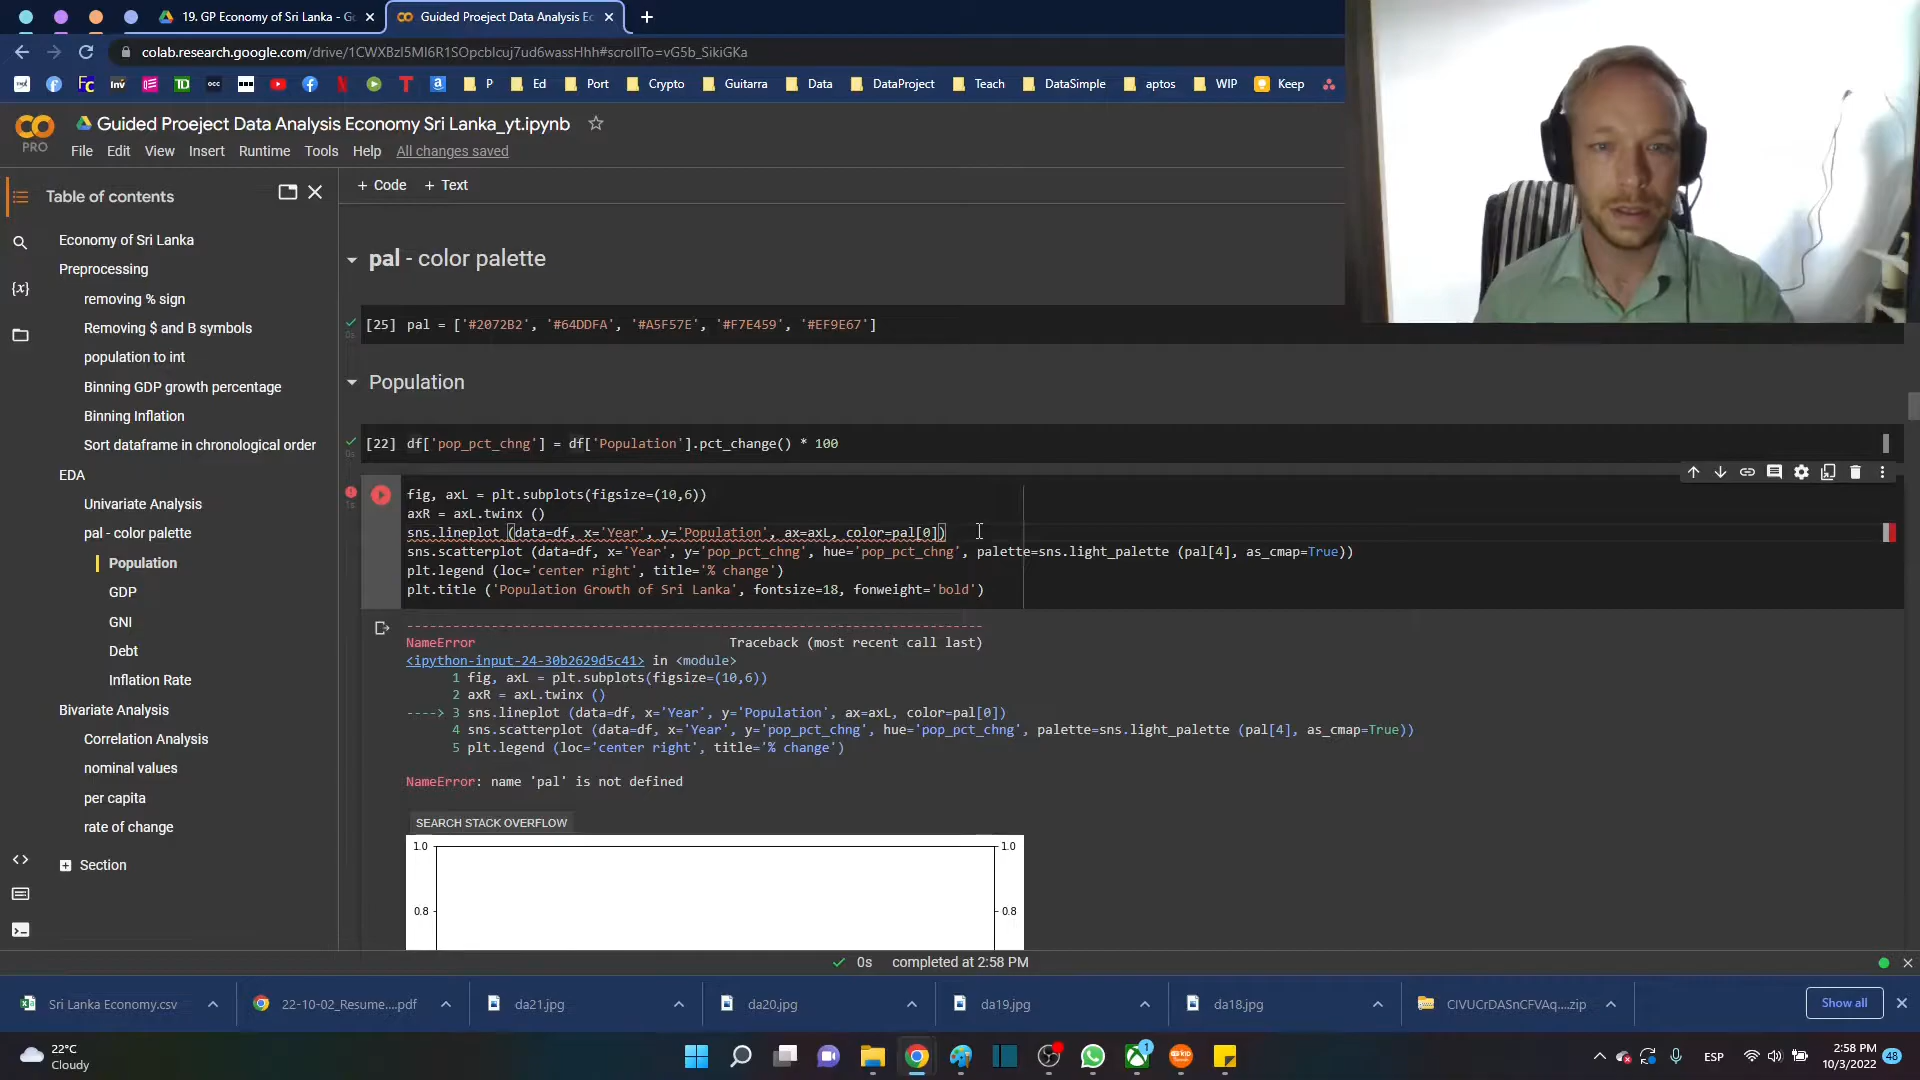 19. GP Economy of Sri Lanka - G
Guided Proeject Data Analysis Ec
colab.research.google.com/drive/1CWXBzI5MI6R1SOpcbIcuj7ud6wassHhh#scrollTo=vG5b_SikiGKa
P
Ed
Port
Crypto
Guitarra
Data
DataProject
Teach
DataSimple
aptos
WIP
Keep
PRO
Guided Proeject Data Analysis Economy Sri Lanka_yt.ipynb
File Edit View Insert Runtime Tools Help All changes saved
Table of contents
+ Code + Text
Economy of Sri Lanka
Preprocessing
removing % sign
Removing $ and B symbols
population to int
Binning GDP growth percentage
Binning Inflation
Sort dataframe in chronological order
EDA
Univariate Analysis
pal - color palette
Population
GDP
GNI
Debt
Inflation Rate
Bivariate Analysis
Correlation Analysis
nominal values
per capita
rate of change
Section
pal - color palette
[25] pal = ['#2072B2', '#64DDFA', '#A5F57E', '#F7E459', '#EF9E67']
Population
[22] df['pop_pct_chng'] = df['Population'].pct_change() * 100
fig, axL = plt.subplots(figsize=(10,6))
axR = axL.twinx ()
sns.lineplot (data=df, x='Year', y='Population', ax=axL, color=pal[0])
sns.scatterplot (data=df, x='Year', y='pop_pct_chng', hue='pop_pct_chng', palette=sns.light_palette (pal[4], as_cmap=True))
plt.legend (loc='center right', title='% change')
plt.title ('Population Growth of Sri Lanka', fontsize=18, fonweight='bold')
NameError Traceback (most recent call last)
<ipython-input-24-30b2629d5c41> in <module>
1 fig, axL = plt.subplots(figsize=(10,6))
2 axR = axL.twinx ()
----> 3 sns.lineplot (data=df, x='Year', y='Population', ax=axL, color=pal[0])
4 sns.scatterplot (data=df, x='Year', y='pop_pct_chng', hue='pop_pct_chng', palette=sns.light_palette (pal[4], as_cmap=True))
5 plt.legend (loc='center right', title='% change')
NameError: name 'pal' is not defined
SEARCH STACK OVERFLOW
1.0 1.0
0.8 0.8
0s completed at 2:58 PM
Sri Lanka Economy.csv
22-10-02_Resume....pdf
da21.jpg
da20.jpg
da19.jpg
da18.jpg
CIVUCrDASnCFVAq....zip
Show all
22°C
Cloudy
1
ESP
2:58 PM
10/3/2022
48